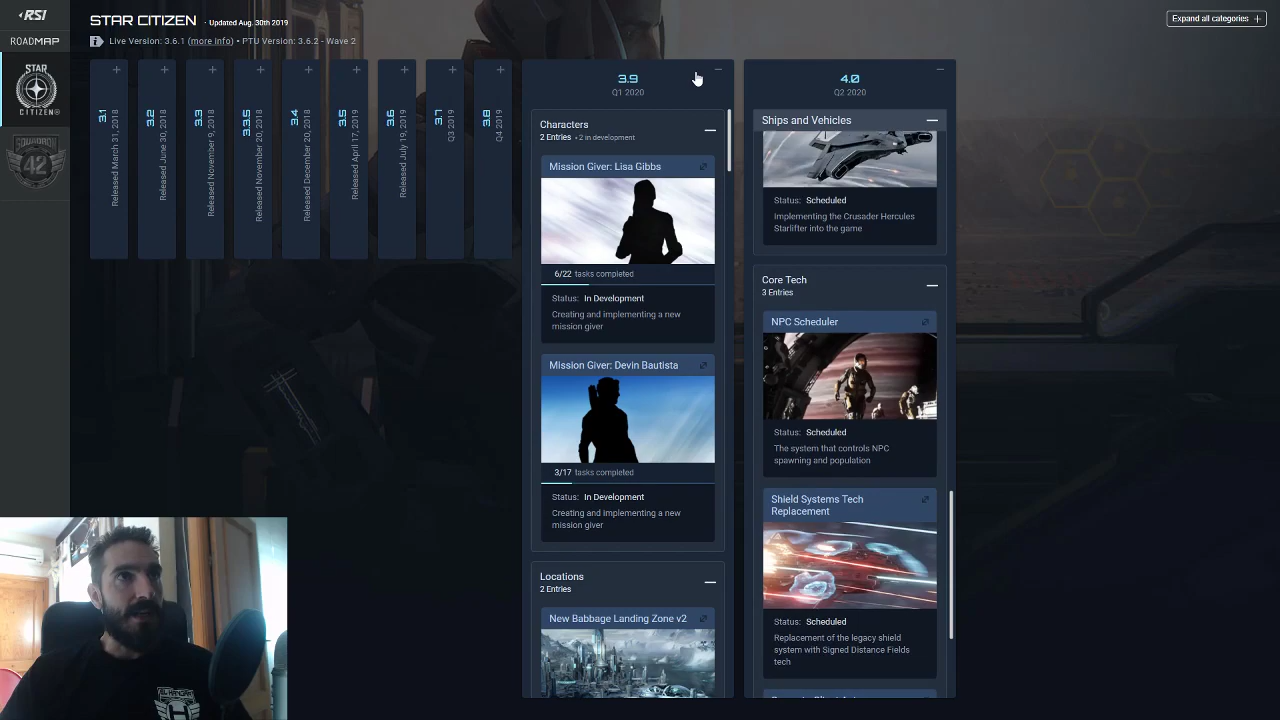 RSI
STAR CITIZEN · Updated Aug. 30th 2019
Expand all categories +
ROADMAP
Live Version: 3.6.1 (more info) • PTU Version: 3.6.2 - Wave 2
STAR
CITIZEN®
SQUADRON
42
3.1
Released March 31, 2018
3.2
Released June 30, 2018
3.3
Released November 9, 2018
3.3.5
Released November 20, 2018
3.4
Released December 20, 2018
3.5
Released April 17, 2019
3.6
Released July 19, 2019
3.7
Q3 2019
3.8
Q4 2019
3.9
Q1 2020
Characters
2 Entries • 2 in development
Mission Giver: Lisa Gibbs
6/22 tasks completed
Status: In Development
Creating and implementing a new
mission giver
Mission Giver: Devin Bautista
3/17 tasks completed
Status: In Development
Creating and implementing a new
mission giver
Locations
2 Entries
New Babbage Landing Zone v2
4.0
Q2 2020
Ships and Vehicles
Status: Scheduled
Implementing the Crusader Hercules
Starlifter into the game
Core Tech
3 Entries
NPC Scheduler
Status: Scheduled
The system that controls NPC
spawning and population
Shield Systems Tech
Replacement
Status: Scheduled
Replacement of the legacy shield
system with Signed Distance Fields
tech